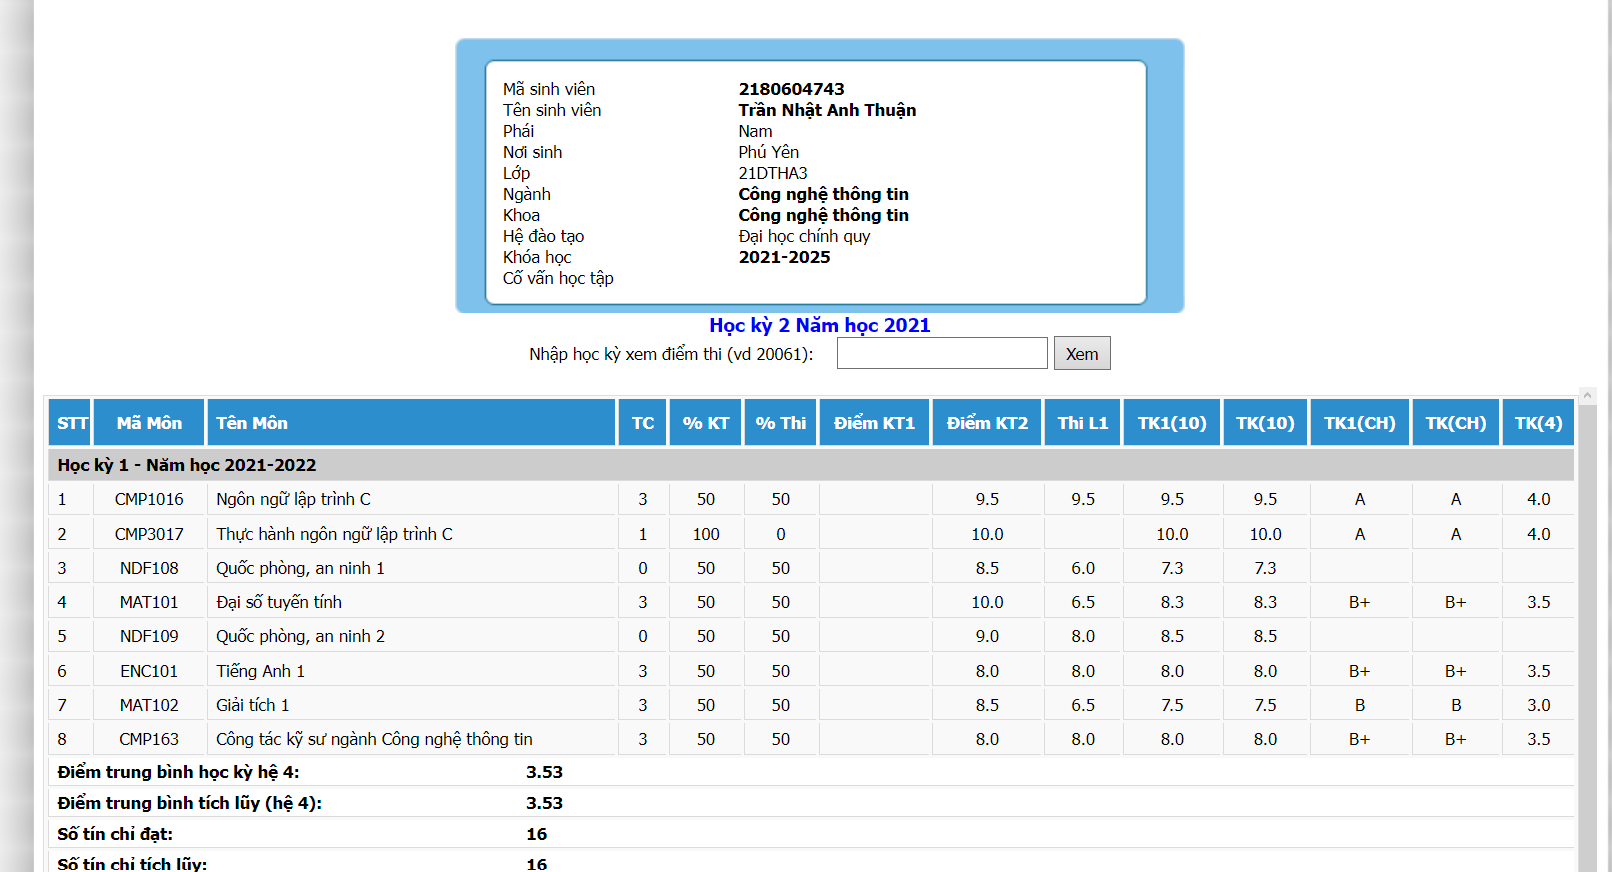 Mã sinh viên 2180604743
Tên sinh viên Trần Nhật Anh Thuận
Phái Nam
Nơi sinh Phú Yên
Lớp 21DTHA3
Ngành Công nghệ thông tin
Khoa Công nghệ thông tin
Hệ đào tạo Đại học chính quy
Khóa học 2021-2025
Cố vấn học tập
Học kỳ 2 Năm học 2021
Nhập học kỳ xem điểm thi (vd 20061): Xem
STT Mã Môn Tên Môn TC % KT % Thi Điểm KT1 Điểm KT2 Thi L1 TK1(10) TK(10) TK1(CH) TK(CH) TK(4)
Học kỳ 1 - Năm học 2021-2022
1 CMP1016 Ngôn ngữ lập trình C 3 50 50 9.5 9.5 9.5 9.5 A A 4.0
2 CMP3017 Thực hành ngôn ngữ lập trình C 1 100 0 10.0 10.0 10.0 A A 4.0
3 NDF108 Quốc phòng, an ninh 1 0 50 50 8.5 6.0 7.3 7.3
4 MAT101 Đại số tuyến tính 3 50 50 10.0 6.5 8.3 8.3 B+ B+ 3.5
5 NDF109 Quốc phòng, an ninh 2 0 50 50 9.0 8.0 8.5 8.5
6 ENC101 Tiếng Anh 1 3 50 50 8.0 8.0 8.0 8.0 B+ B+ 3.5
7 MAT102 Giải tích 1 3 50 50 8.5 6.5 7.5 7.5 B B 3.0
8 CMP163 Công tác kỹ sư ngành Công nghệ thông tin 3 50 50 8.0 8.0 8.0 8.0 B+ B+ 3.5
Điểm trung bình học kỳ hệ 4: 3.53
Điểm trung bình tích lũy (hệ 4): 3.53
Số tín chỉ đạt: 16
Số tín chỉ tích lũy: 16